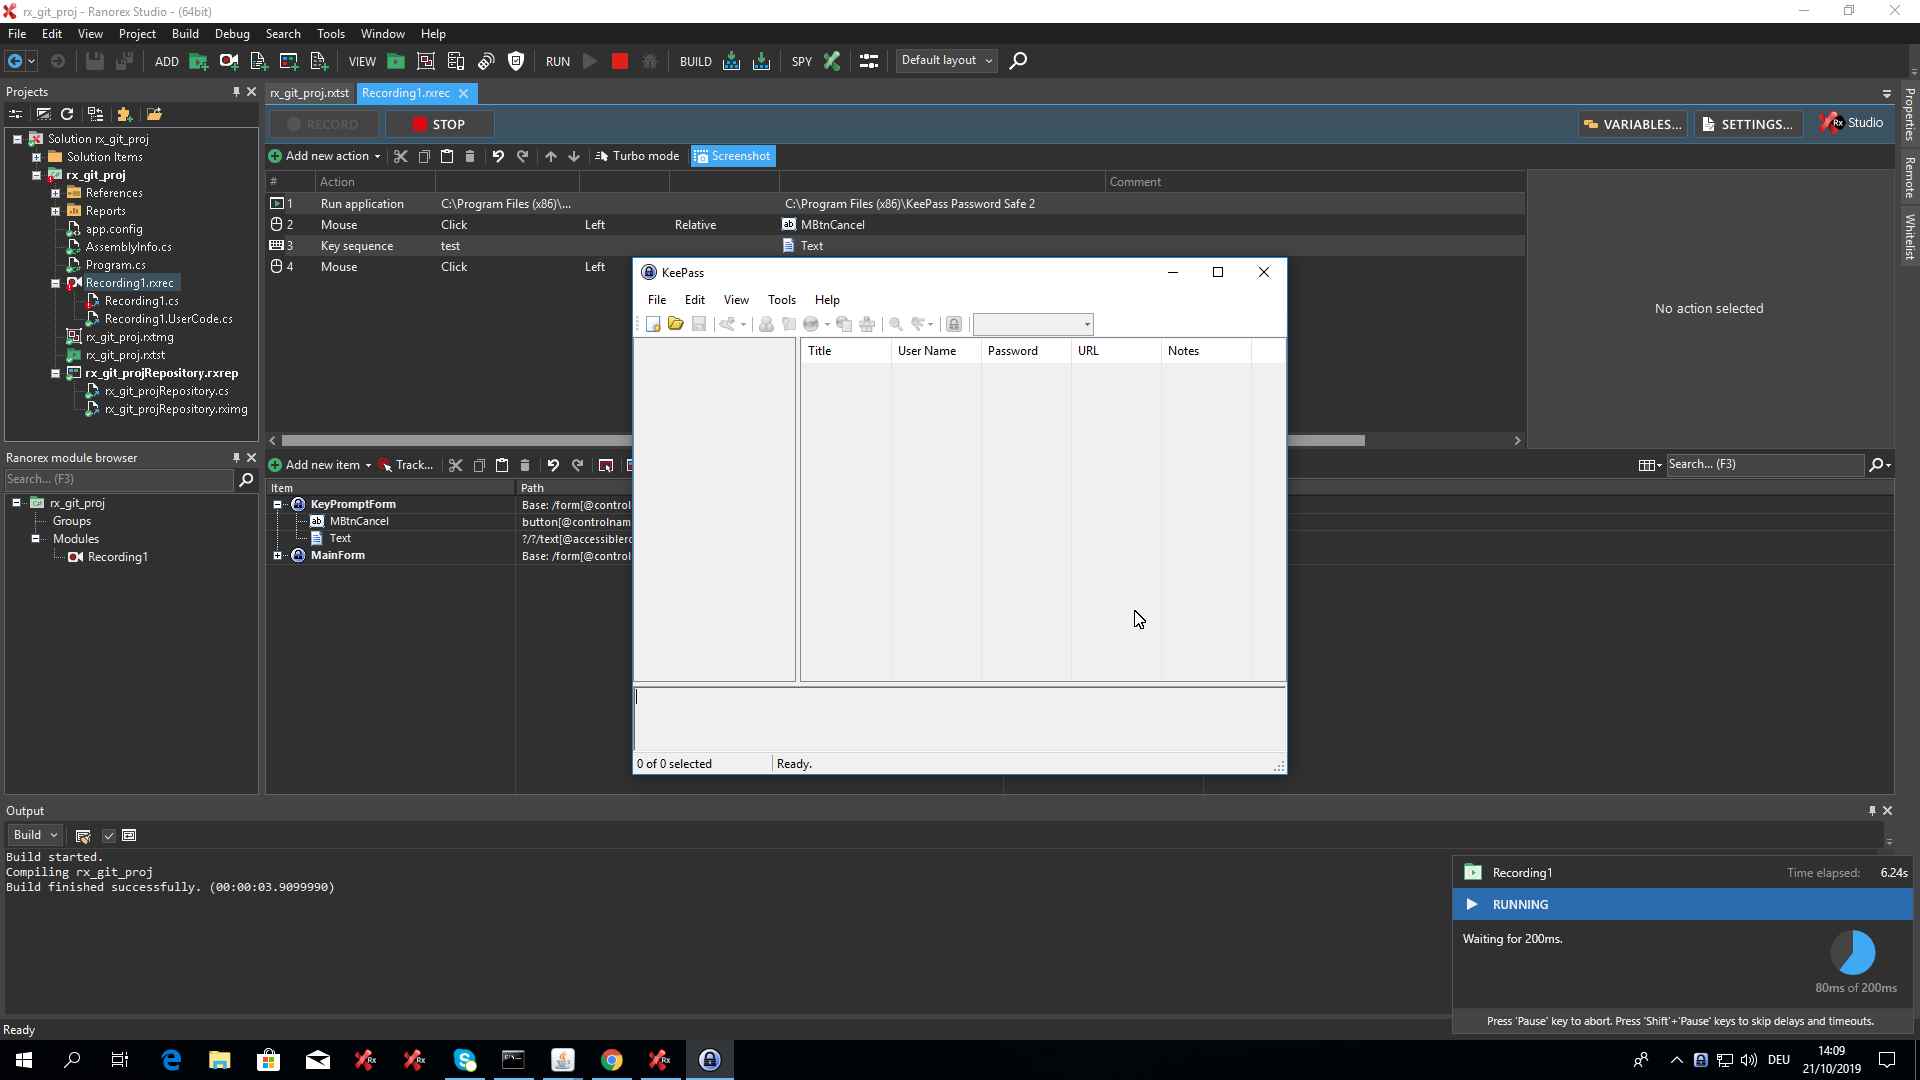 rx_git_proj - Ranorex Studio - (64bit)
File Edit View Project Build Debug Search Tools Window Help
ADD VIEW RUN BUILD SPY Default layout
Projects
rx_git_proj.rxtst Recording1.rxrec
RECORD STOP VARIABLES... SETTINGS... Rx Studio
Add new action Turbo mode Screenshot
# Action Comment
1 Run application C:\Program Files (x86)\... C:\Program Files (x86)\KeePass Password Safe 2
2 Mouse Click Left Relative MBtnCancel
3 Key sequence test Text
4 Mouse Click Left
No action selected
Properties
Remote
Whitelist
Solution rx_git_proj
Solution Items
rx_git_proj
References
Reports
app.config
AssemblyInfo.cs
Program.cs
Recording1.rxrec
Recording1.cs
Recording1.UserCode.cs
rx_git_proj.rxtmg
rx_git_proj.rxtst
rx_git_projRepository.rxrep
rx_git_projRepository.cs
rx_git_projRepository.rximg
Ranorex module browser
Search... (F3)
rx_git_proj
Groups
Modules
Recording1
Add new item Track... Search... (F3)
Item Path
KeyPromptForm Base: /form[@control
MBtnCancel button[@controlnam
Text ?/?/text[@accessiblerc
MainForm Base: /form[@control
KeePass
File Edit View Tools Help
Title User Name Password URL Notes
0 of 0 selected Ready.
Output
Build
Build started.
Compiling rx_git_proj
Build finished successfully. (00:00:03.9099990)
Recording1 Time elapsed: 6.24s
RUNNING
Waiting for 200ms.
80ms of 200ms
Press 'Pause' key to abort. Press 'Shift'+'Pause' keys to skip delays and timeouts.
Ready
DEU 14:09
21/10/2019